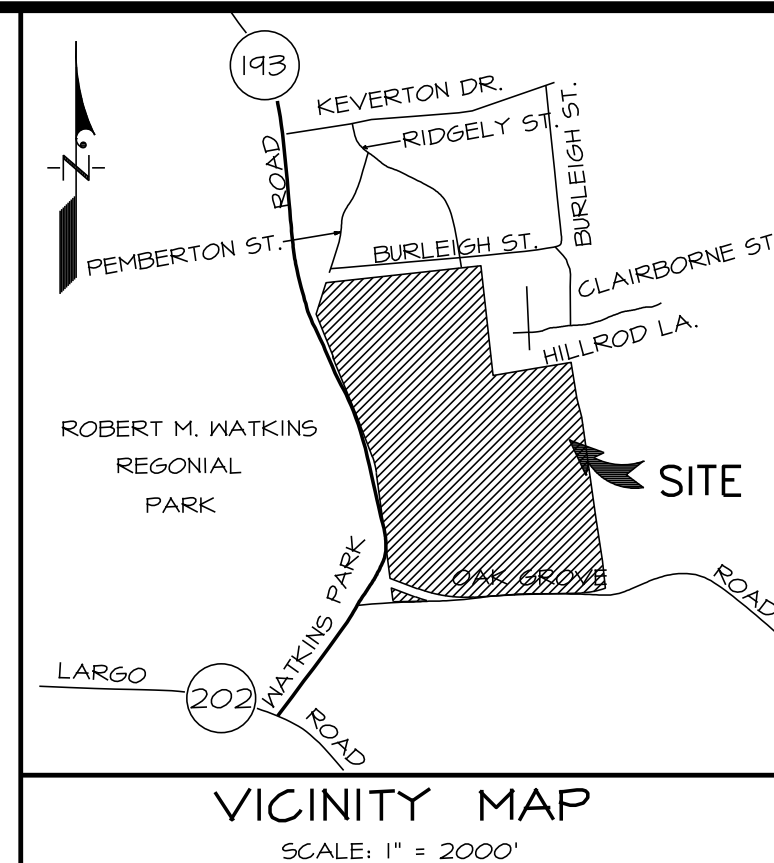 193
KEVERTON DR.
RIDGELY ST.
BURLEIGH ST.
ROAD
N
PEMBERTON ST.
BURLEIGH ST.
CLAIRBORNE ST
HILLROD LA.
ROBERT M. WATKINS
REGONIAL
PARK
SITE
OAK GROVE
ROAD
WATKINS PARK
LARGO
202
ROAD
VICINITY MAP
SCALE: 1" = 2000'